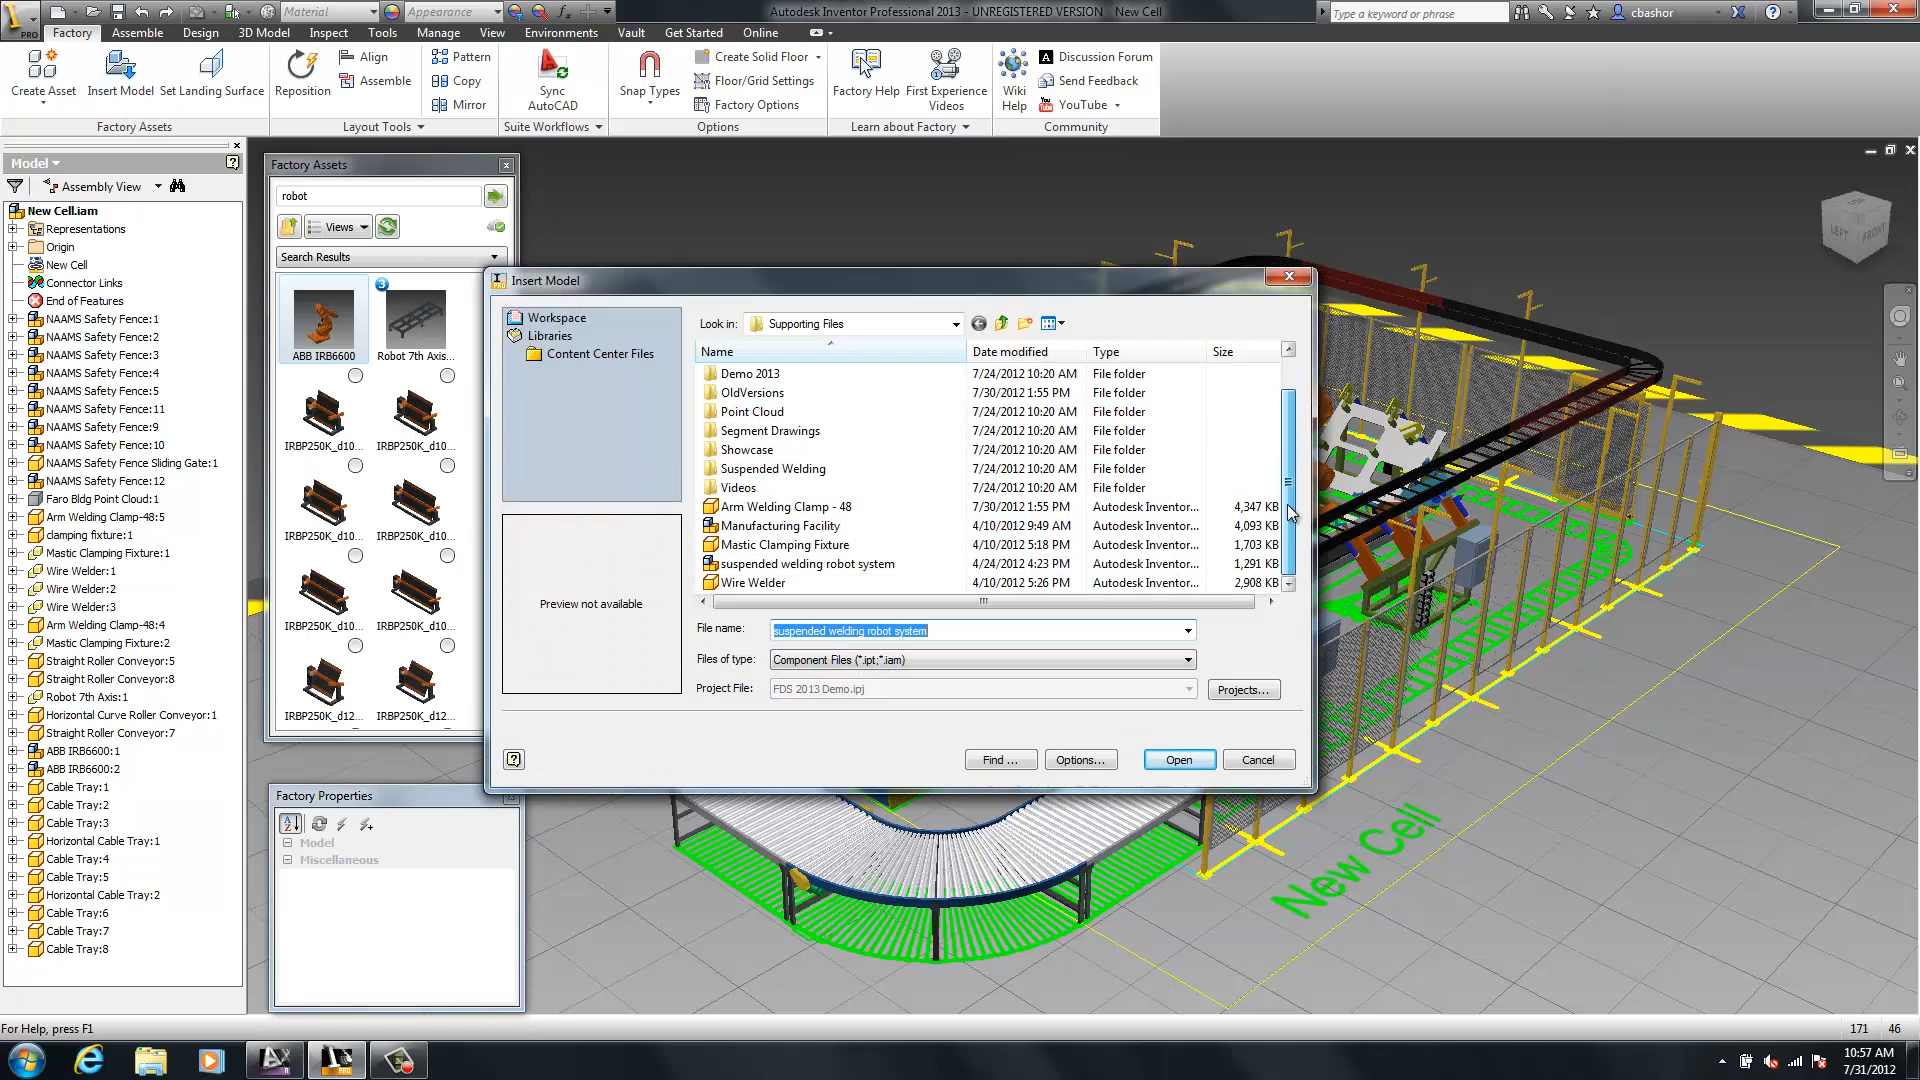 Material
Appearance
Autodesk Inventor Professional 2013 - UNREGISTERED VERSION New Cell
Type a keyword or phrase
cbashor
PRO
Factory
Assemble
Design
3D Model
Inspect
Tools
Manage
View
Environments
Vault
Get Started
Online
Create Asset
Insert Model
Set Landing Surface
Reposition
Align
Assemble
Pattern
Copy
Mirror
Sync
AutoCAD
Snap Types
Create Solid Floor
Floor/Grid Settings
Factory Options
Factory Help
First Experience
Videos
Wiki
Help
Discussion Forum
Send Feedback
YouTube
Factory Assets
Layout Tools
Suite Workflows
Options
Learn about Factory
Community
Model
Assembly View
New Cell.iam
Representations
Origin
New Cell
Connector Links
End of Features
NAAMS Safety Fence:1
NAAMS Safety Fence:2
NAAMS Safety Fence:3
NAAMS Safety Fence:4
NAAMS Safety Fence:5
NAAMS Safety Fence:11
NAAMS Safety Fence:9
NAAMS Safety Fence:10
NAAMS Safety Fence Sliding Gate:1
NAAMS Safety Fence:12
Faro Bldg Point Cloud:1
Arm Welding Clamp-48:5
clamping fixture:1
Mastic Clamping Fixture:1
Wire Welder:1
Wire Welder:2
Wire Welder:3
Arm Welding Clamp-48:4
Mastic Clamping Fixture:2
Straight Roller Conveyor:5
Straight Roller Conveyor:8
Robot 7th Axis:1
Horizontal Curve Roller Conveyor:1
Straight Roller Conveyor:7
ABB IRB6600:1
ABB IRB6600:2
Cable Tray:1
Cable Tray:2
Cable Tray:3
Horizontal Cable Tray:1
Cable Tray:4
Cable Tray:5
Horizontal Cable Tray:2
Cable Tray:6
Cable Tray:7
Cable Tray:8
Factory Assets
robot
Views
Search Results
3
ABB IRB6600
Robot 7th Axis...
IRBP250K_d10...
IRBP250K_d10...
IRBP250K_d10...
IRBP250K_d10...
IRBP250K_d10...
IRBP250K_d10...
IRBP250K_d12...
IRBP250K_d12...
Factory Properties
Model
Miscellaneous
Insert Model
Workspace
Libraries
Content Center Files
Preview not available
Look in: Supporting Files
Name Date modified Type Size
Demo 2013 7/24/2012 10:20 AM File folder
OldVersions 7/30/2012 1:55 PM File folder
Point Cloud 7/24/2012 10:20 AM File folder
Segment Drawings 7/24/2012 10:20 AM File folder
Showcase 7/24/2012 10:20 AM File folder
Suspended Welding 7/24/2012 10:20 AM File folder
Videos 7/24/2012 10:20 AM File folder
Arm Welding Clamp - 48 7/30/2012 1:55 PM Autodesk Inventor... 4,347 KB
Manufacturing Facility 4/10/2012 9:49 AM Autodesk Inventor... 4,093 KB
Mastic Clamping Fixture 4/10/2012 5:18 PM Autodesk Inventor... 1,703 KB
suspended welding robot system 4/24/2012 4:23 PM Autodesk Inventor... 1,291 KB
Wire Welder 4/10/2012 5:26 PM Autodesk Inventor... 2,908 KB
File name: suspended welding robot system
Files of type: Component Files (*.ipt;*.iam)
Project File: FDS 2013 Demo.ipj
Projects...
Find ...
Options...
Open
Cancel
LEFT
FRONT
New Cell
For Help, press F1
171 46
10:57 AM
7/31/2012